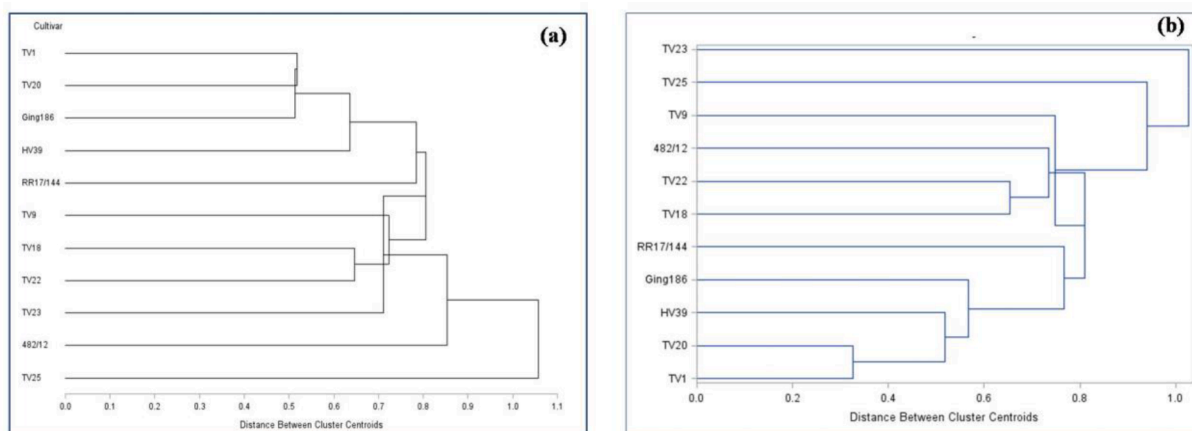 Cultivar
(a)
TV1
TV20
Ging186
HV39
RR17/144
TV9
TV18
TV22
TV23
482/12
TV25
0.0 0.1 0.2 0.3 0.4 0.5 0.6 0.7 0.8 0.9 1.0 1.1
Distance Between Cluster Centroids
(b)
TV23
TV25
TV9
482/12
TV22
TV18
RR17/144
Ging186
HV39
TV20
TV1
0.0 0.2 0.4 0.6 0.8 1.0
Distance Between Cluster Centroids